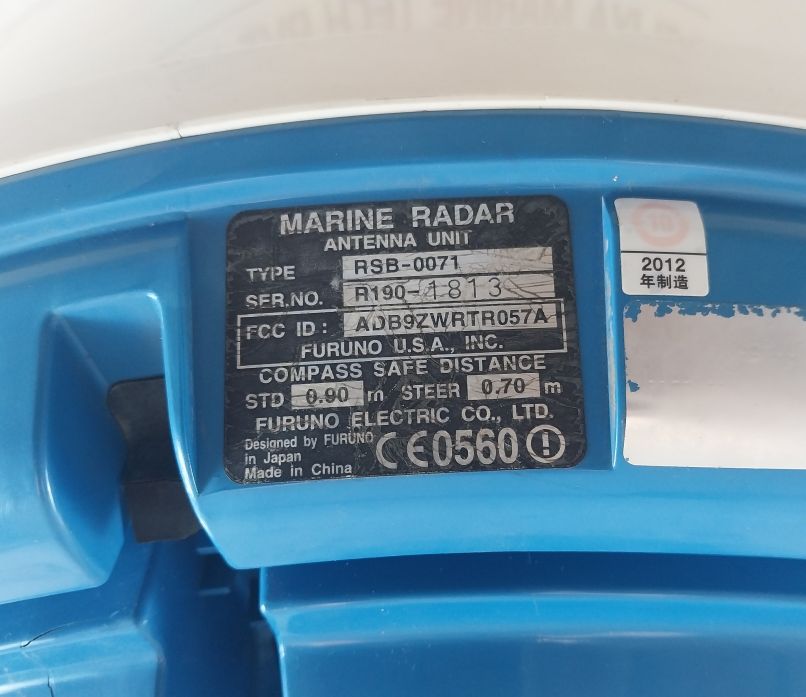 MARINE RADAR
ANTENNA UNIT
TYPE RSB-0071
SER.NO. R190-1813
FCC ID: ADB9ZWRTR057A
FURUNO U.S.A., INC.
COMPASS SAFE DISTANCE
STD 0.90 m STEER 0.70 m
FURUNO ELECTRIC CO., LTD.
Designed by FURUNO
in Japan
Made in China
CE0560
2012
年制造